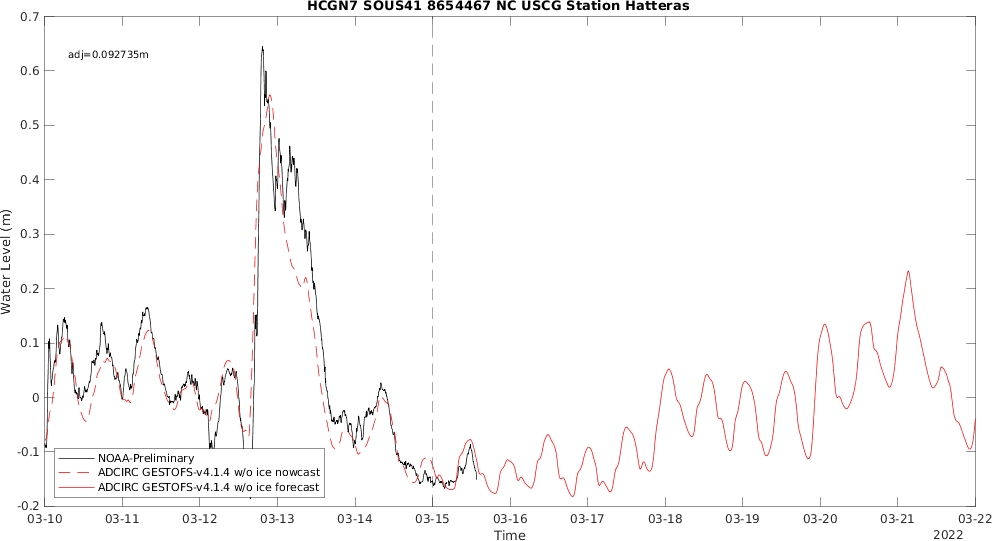 HCGN7 SOUS41 8654467 NC USCG Station Hatteras
adj=0.092735m
0.7
0.6
0.5
0.4
0.3
0.2
0.1
0
-0.1
-0.2
Water Level (m)
NOAA-Preliminary
ADCIRC GESTOFS-v4.1.4 w/o ice nowcast
ADCIRC GESTOFS-v4.1.4 w/o ice forecast
03-10 03-11 03-12 03-13 03-14 03-15 03-16 03-17 03-18 03-19 03-20 03-21 03-22
Time
2022